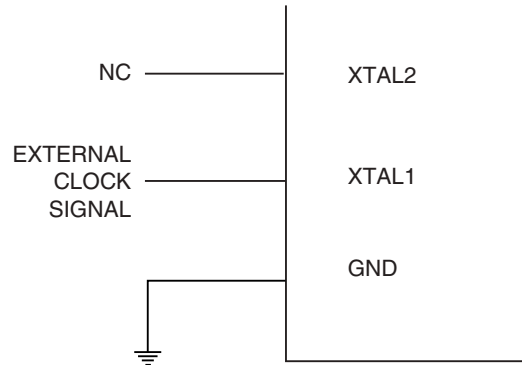 NC
XTAL2
EXTERNAL
CLOCK
SIGNAL
XTAL1
GND